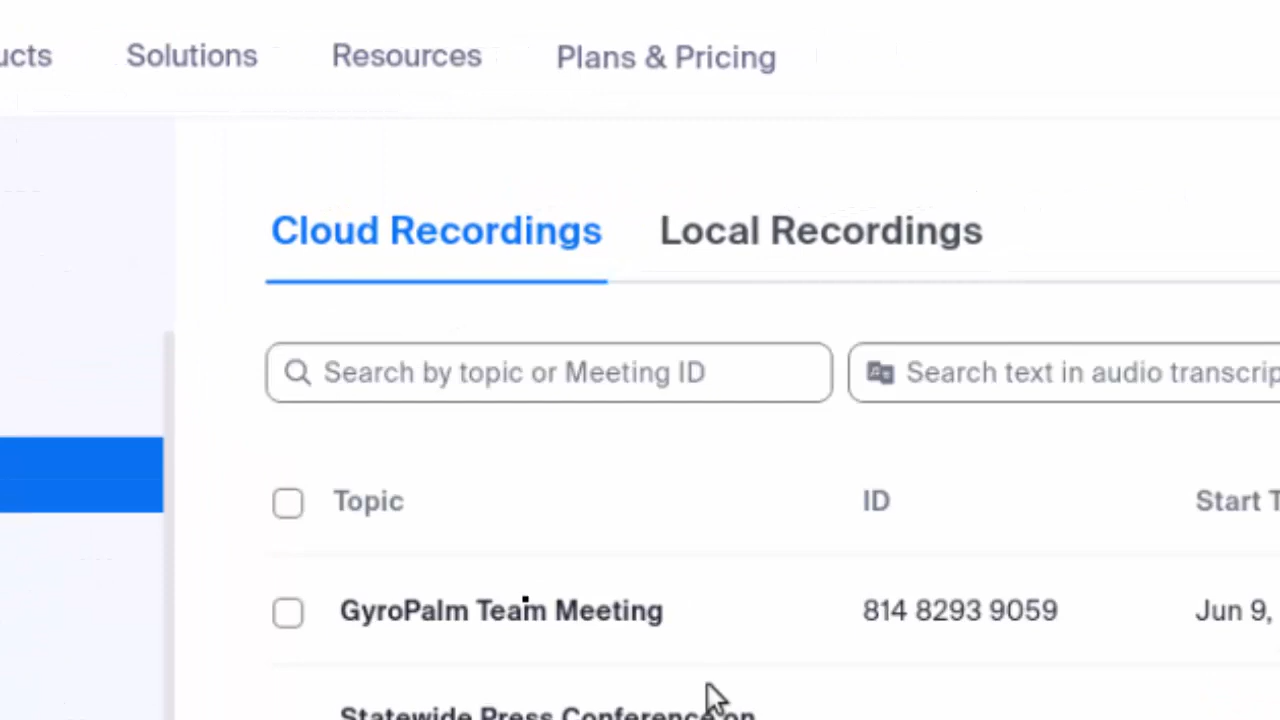 ucts Solutions Resources Plans & Pricing
Cloud Recordings Local Recordings
Search by topic or Meeting ID Search text in audio transcrip
Topic ID Start T
GyroPalm Team Meeting 814 8293 9059 Jun 9,
Statewide Press Conference on